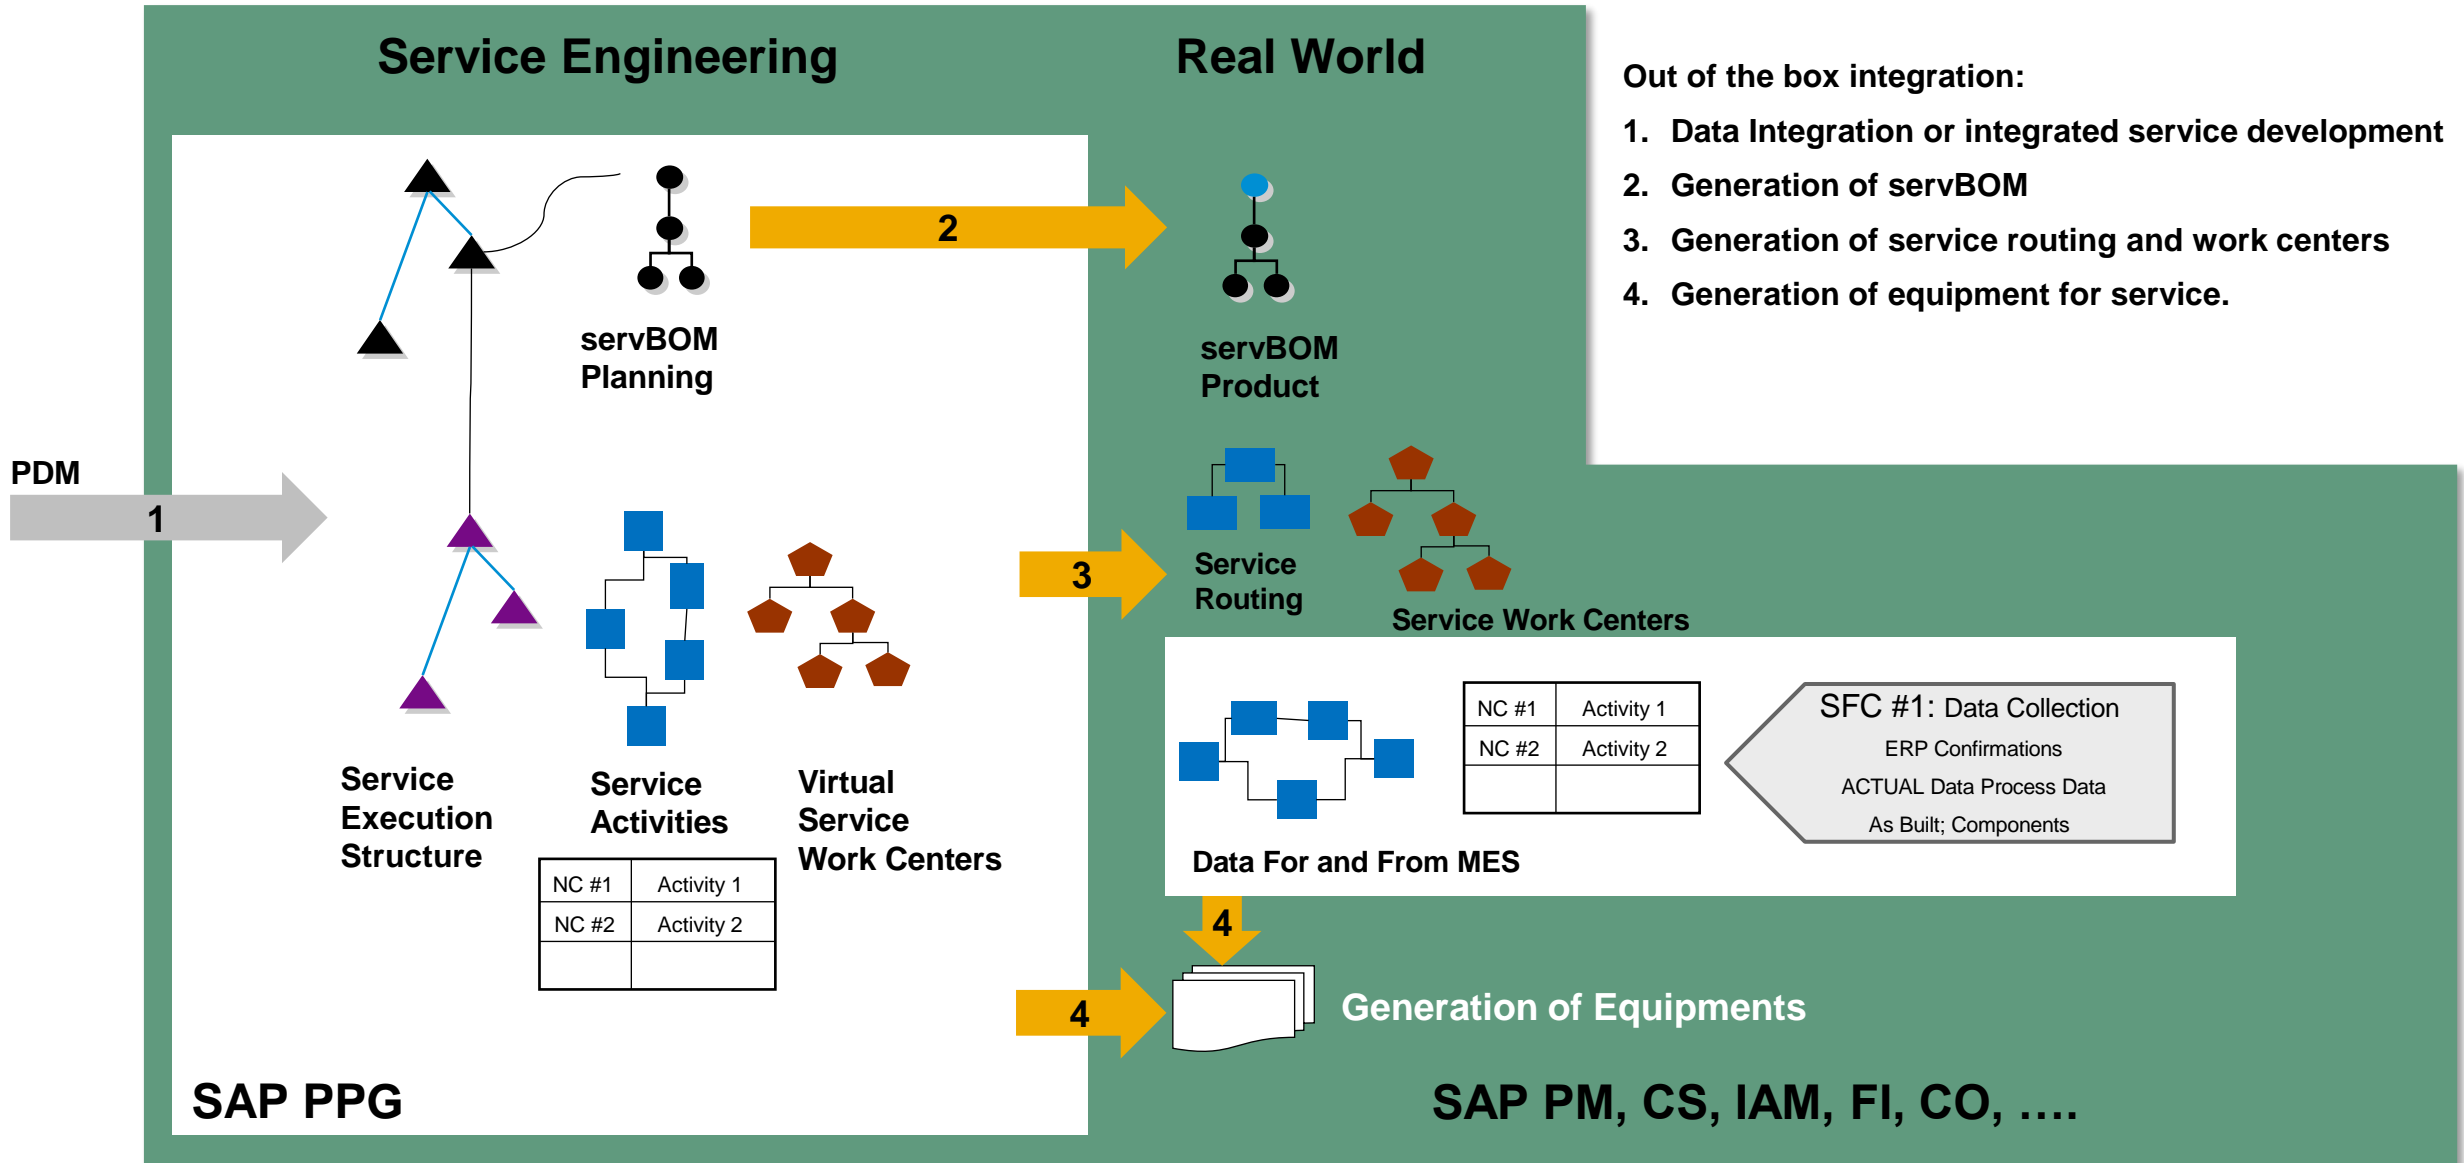 Service Engineering
Real World
Out of the box integration:
1. Data Integration or integrated service development
2. Generation of servBOM
3. Generation of service routing and work centers
4. Generation of equipment for service.
2
servBOM
Planning
servBOM
Product
PDM
1
3
Service
Routing
Service Work Centers
Service
Execution
Structure
Service
Activities
Virtual
Service
Work Centers
NC #1 Activity 1
NC #2 Activity 2
NC #1 Activity 1
NC #2 Activity 2
SFC #1: Data Collection
ERP Confirmations
ACTUAL Data Process Data
As Built; Components
Data For and From MES
4
4
Generation of Equipments
SAP PPG
SAP PM, CS, IAM, FI, CO, ….